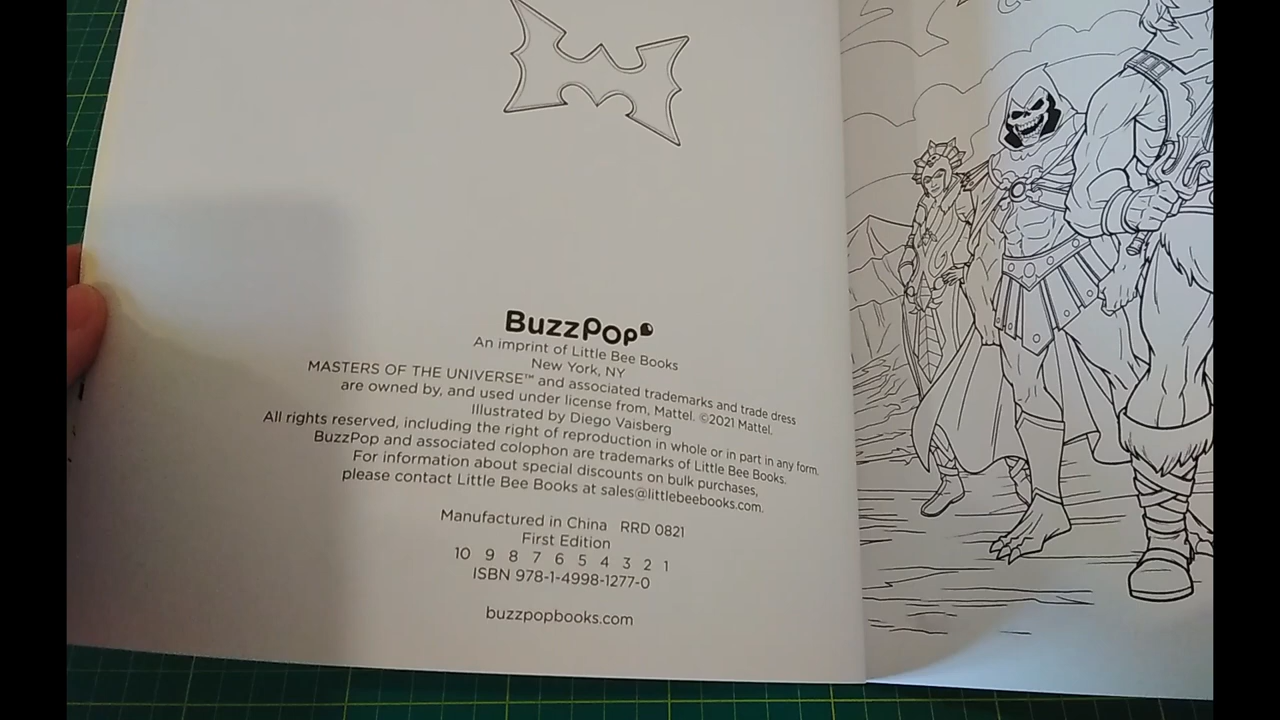 BuzzPop
An imprint of Little Bee Books
New York, NY
MASTERS OF THE UNIVERSE™ and associated trademarks and trade dress
are owned by, and used under license from, Mattel. ©2021 Mattel.
Illustrated by Diego Vaisberg
All rights reserved, including the right of reproduction in whole or in part in any form.
BuzzPop and associated colophon are trademarks of Little Bee Books.
For information about special discounts on bulk purchases,
please contact Little Bee Books at sales@littlebeebooks.com.
Manufactured in China RRD 0821
First Edition
10 9 8 7 6 5 4 3 2 1
ISBN 978-1-4998-1277-0
buzzpopbooks.com